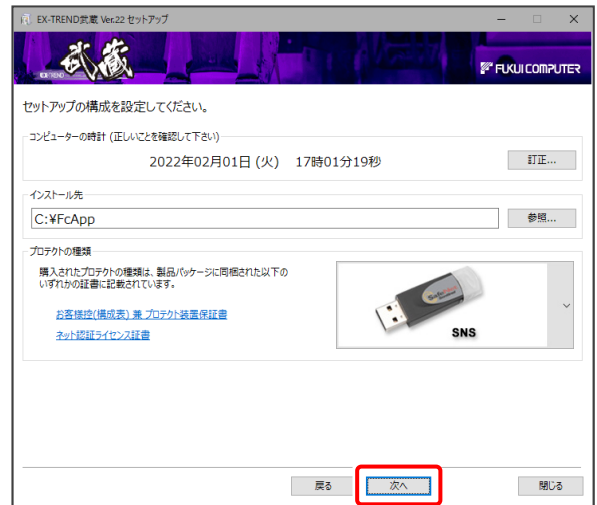 EX-TREND武蔵 Ver.22 セットアップ
EX-TREND 武蔵
FUKUI COMPUTER
セットアップの構成を設定してください。
コンピューターの時計 (正しいことを確認して下さい)
2022年02月01日 (火) 17時01分19秒
訂正...
インストール先
C:¥FcApp
参照...
プロテクトの種類
購入されたプロテクトの種類は、製品パッケージに同梱された以下の
いずれかの証書に記載されています。
お客様控(構成表) 兼 プロテクト装置保証書
ネット認証ライセンス証書
SNS
戻る
次へ
閉じる